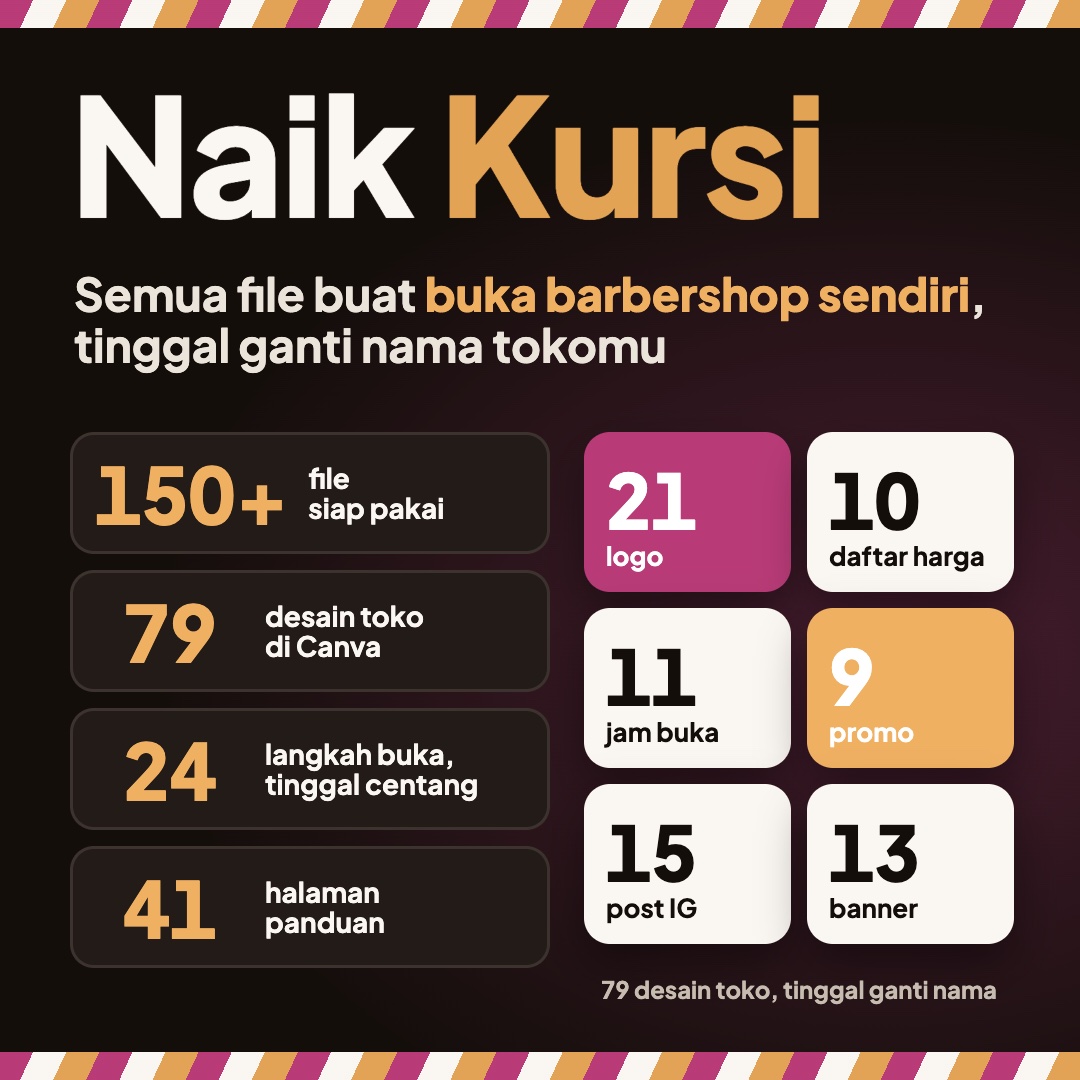 Naik Kursi
Semua file buat buka barbershop sendiri,
tinggal ganti nama tokomu
150+
file
siap pakai
79
desain toko
di Canva
24
langkah buka,
tinggal centang
41
halaman
panduan
21
logo
10
daftar harga
11
jam buka
9
promo
15
post IG
13
banner
79 desain toko, tinggal ganti nama